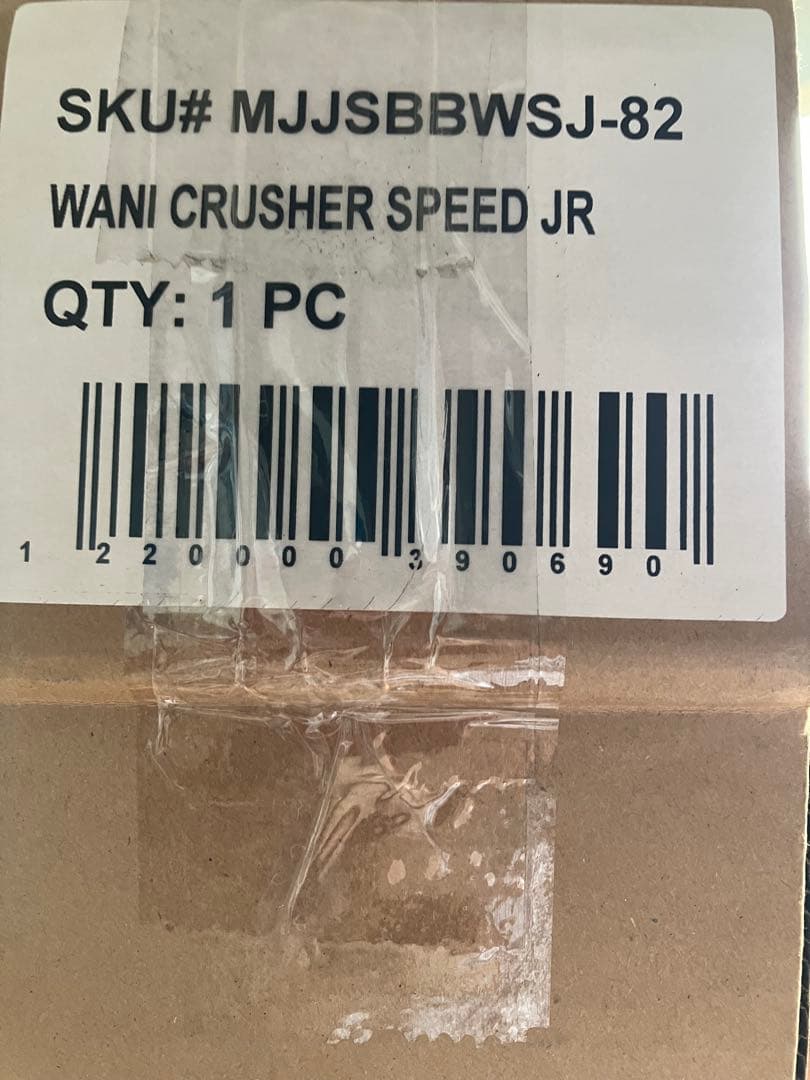 SKU# MJJSBBWSJ-82
WANI CRUSHER SPEED JR
QTY: 1 PC
1 220000 390690